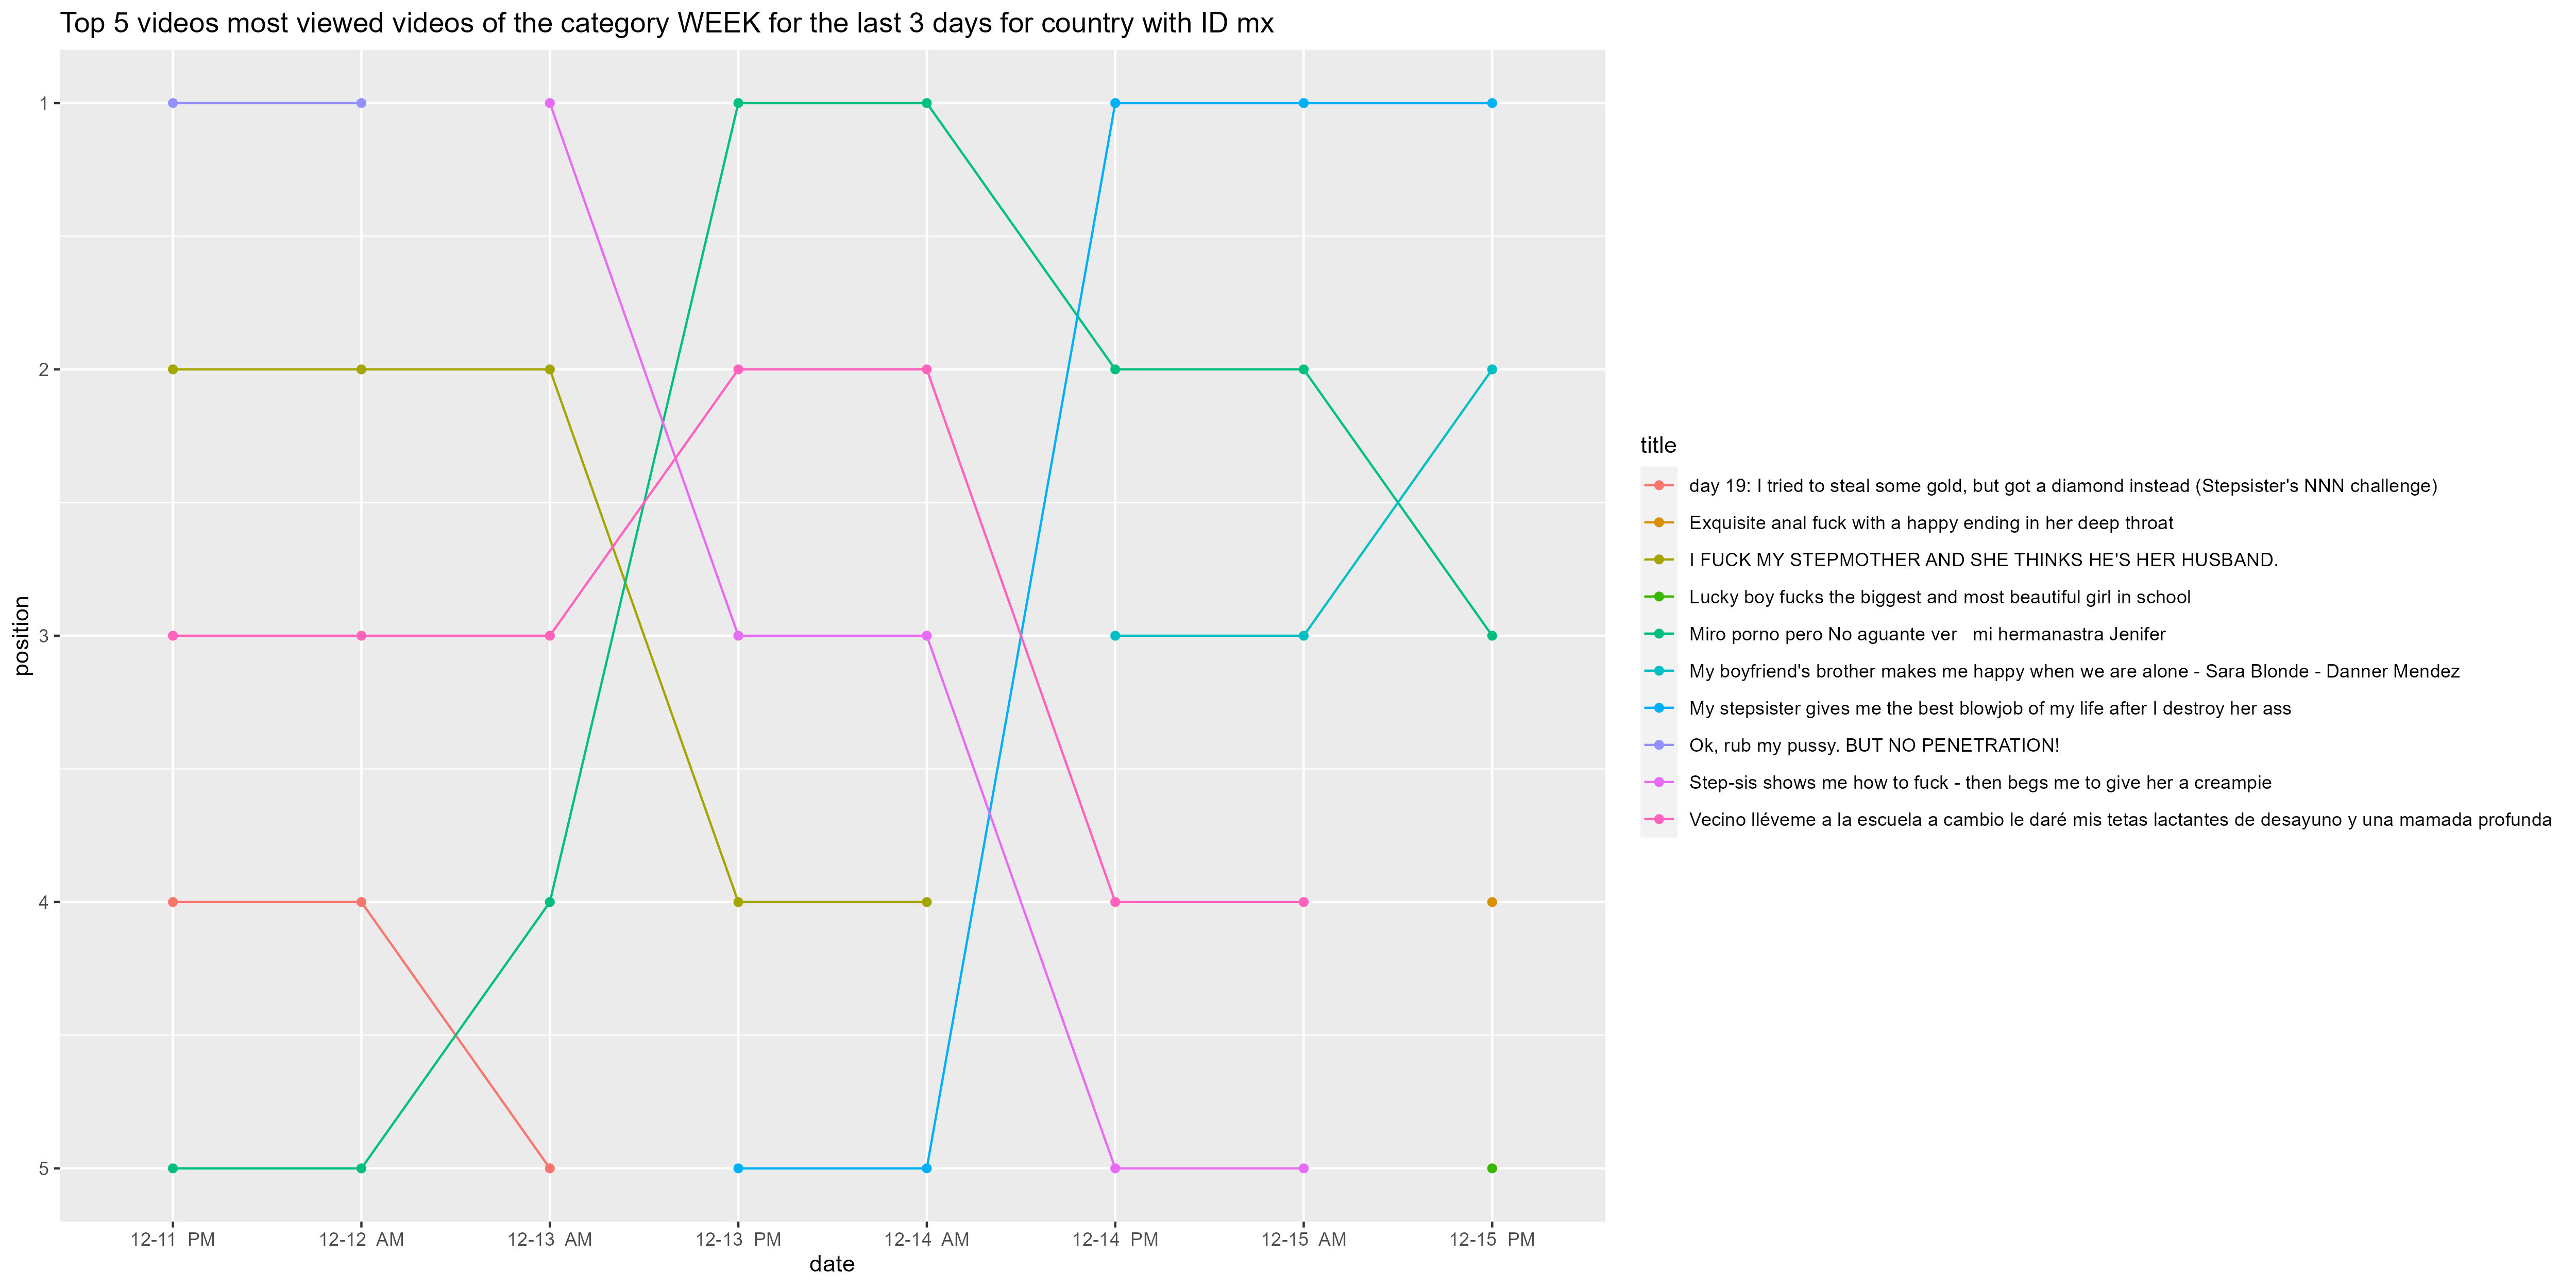 Top 5 videos most viewed videos of the category WEEK for the last 3 days for country with ID mx
position
1
2
3
4
5
12-11 PM
12-12 AM
12-13 AM
12-13 PM
12-14 AM
12-14 PM
12-15 AM
12-15 PM
date
title
day 19: I tried to steal some gold, but got a diamond instead (Stepsister's NNN challenge)
Exquisite anal fuck with a happy ending in her deep throat
I FUCK MY STEPMOTHER AND SHE THINKS HE'S HER HUSBAND.
Lucky boy fucks the biggest and most beautiful girl in school
Miro porno pero No aguante ver   mi hermanastra Jenifer
My boyfriend's brother makes me happy when we are alone - Sara Blonde - Danner Mendez
My stepsister gives me the best blowjob of my life after I destroy her ass
Ok, rub my pussy. BUT NO PENETRATION!
Step-sis shows me how to fuck - then begs me to give her a creampie
Vecino lléveme a la escuela a cambio le daré mis tetas lactantes de desayuno y una mamada profunda